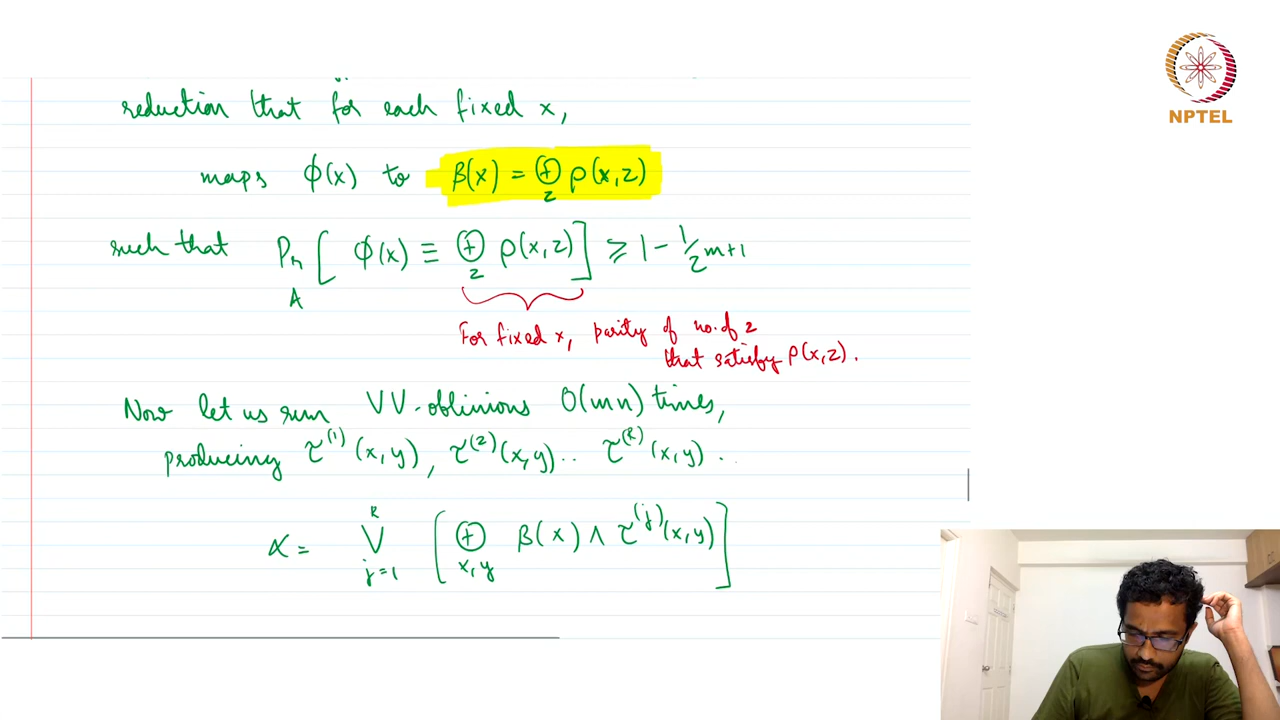 NPTEL
reduction that for each fixed x,
maps ϕ(x) to β(x) = ⊕_z ρ(x,z)
such that Pr_A [ ϕ(x) ≡ ⊕_z ρ(x,z) ] ⩾ 1 - 1/2^{m+1}
For fixed x, parity of no. of z
that satisfy ρ(x,z).
Now let us run VV-oblivious O(mn) times,
producing τ^{(1)}(x,y), τ^{(2)}(x,y).. τ^{(k)}(x,y) ..
α = ⋁_{j=1}^{k} [ ⊕_{x,y} β(x) ∧ τ^{(j)}(x,y) ]